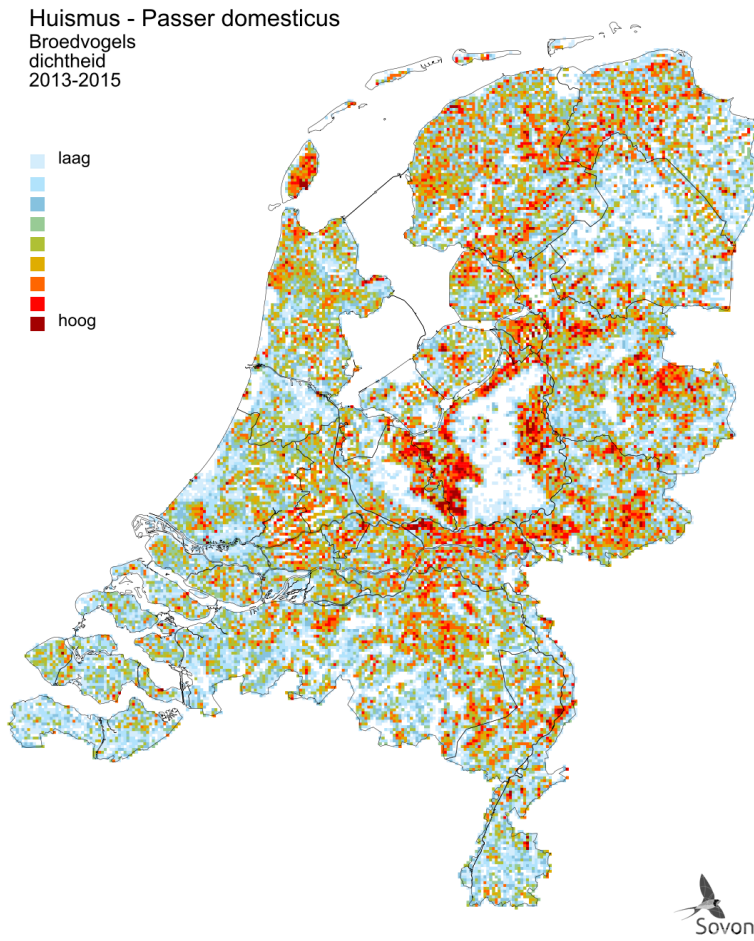 Huismus - Passer domesticus
Broedvogels
dichtheid
2013-2015
laag
hoog
Sovon